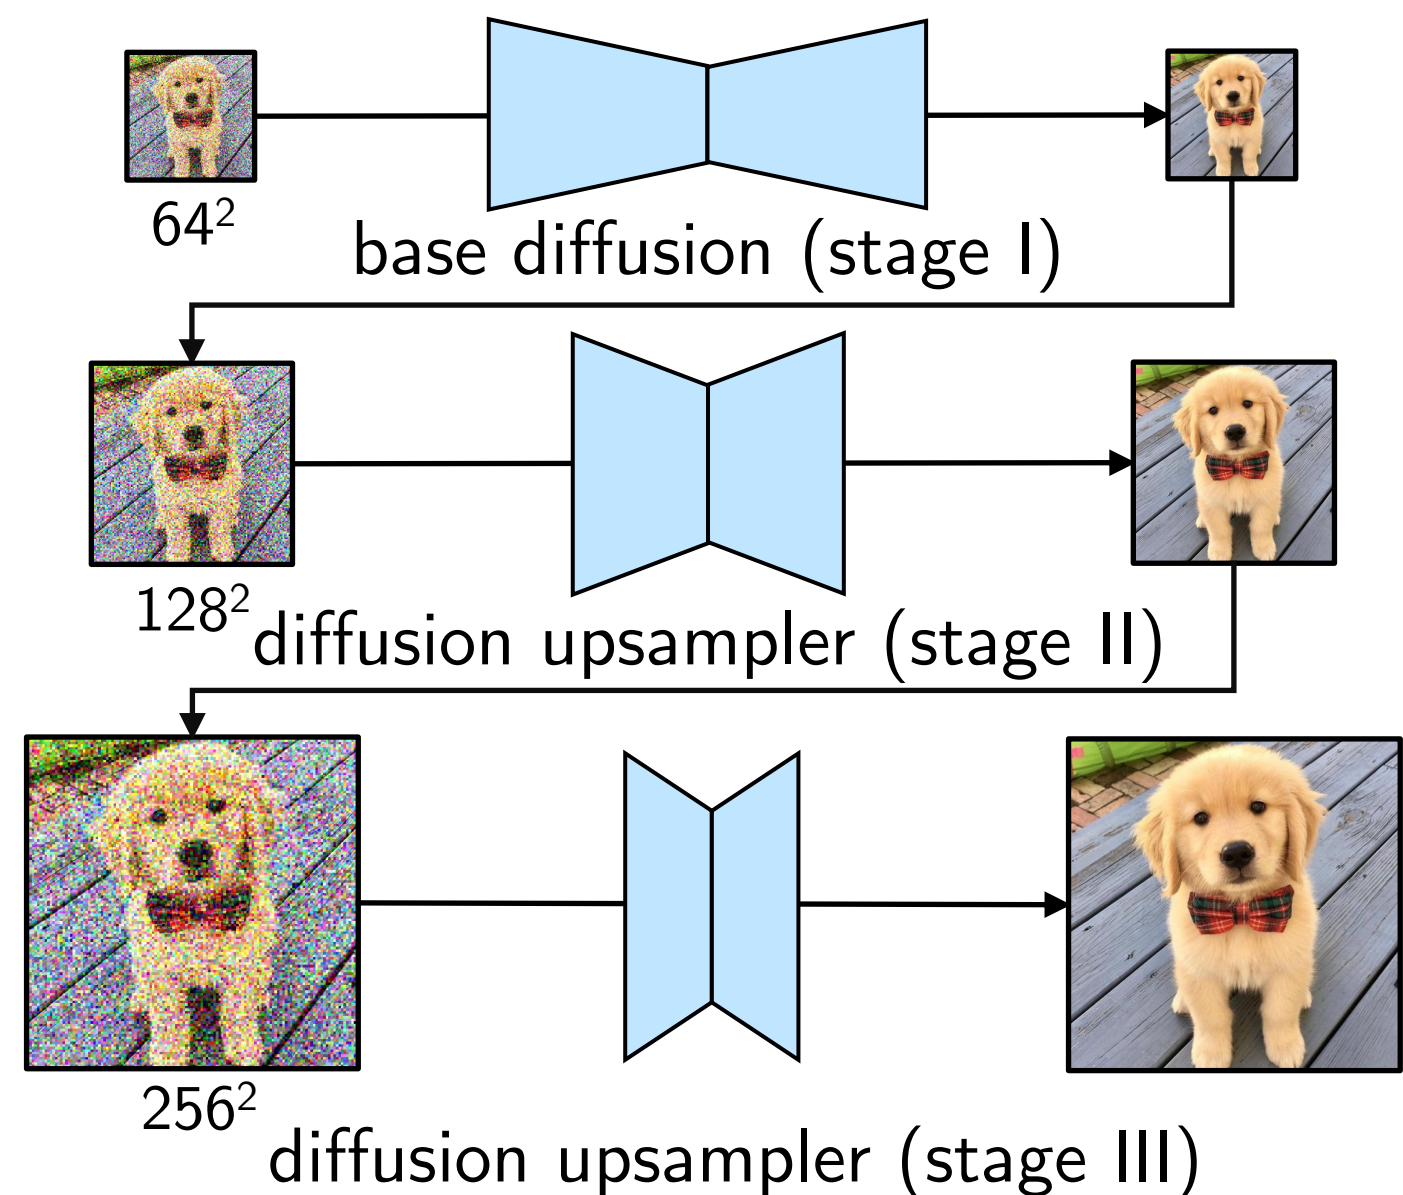 64²
base diffusion (stage I)
128²
diffusion upsampler (stage II)
256²
diffusion upsampler (stage III)